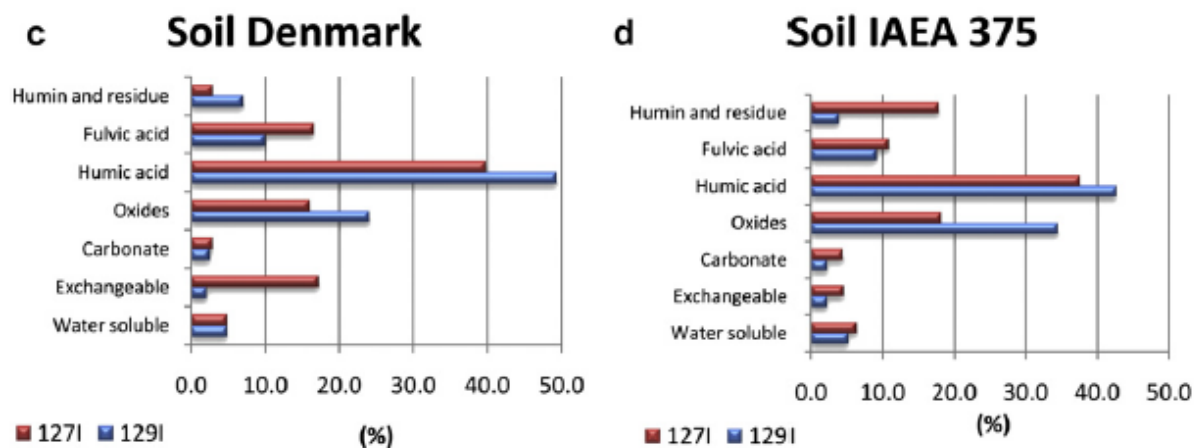 c Soil Denmark
Humin and residue
Fulvic acid
Humic acid
Oxides
Carbonate
Exchangeable
Water soluble
0.0 10.0 20.0 30.0 40.0 50.0
127I 129I (%)
d Soil IAEA 375
Humin and residue
Fulvic acid
Humic acid
Oxides
Carbonate
Exchangeable
Water soluble
0.0 10.0 20.0 30.0 40.0 50.0
127I 129I (%)